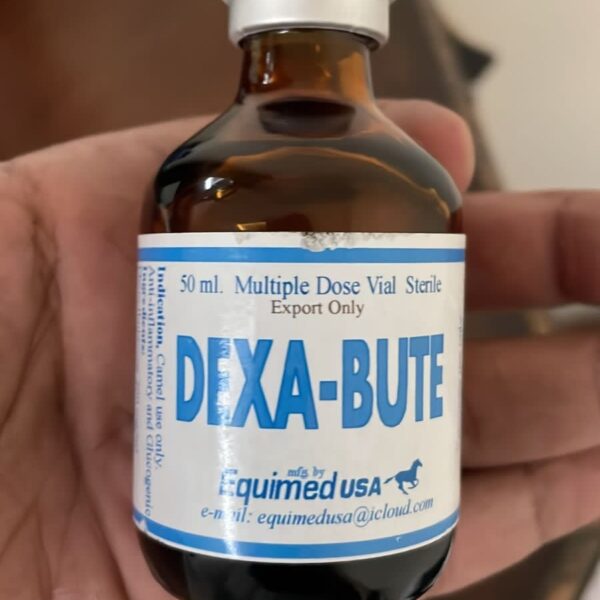 50 ml. Multiple Dose Vial Sterile
Export Only
DEXA-BUTE
mfg by
Equimed USA
e-mail: equimedusa@icloud.com
Indication, Camel use only.
Anti-inflammatory and Glucogenic